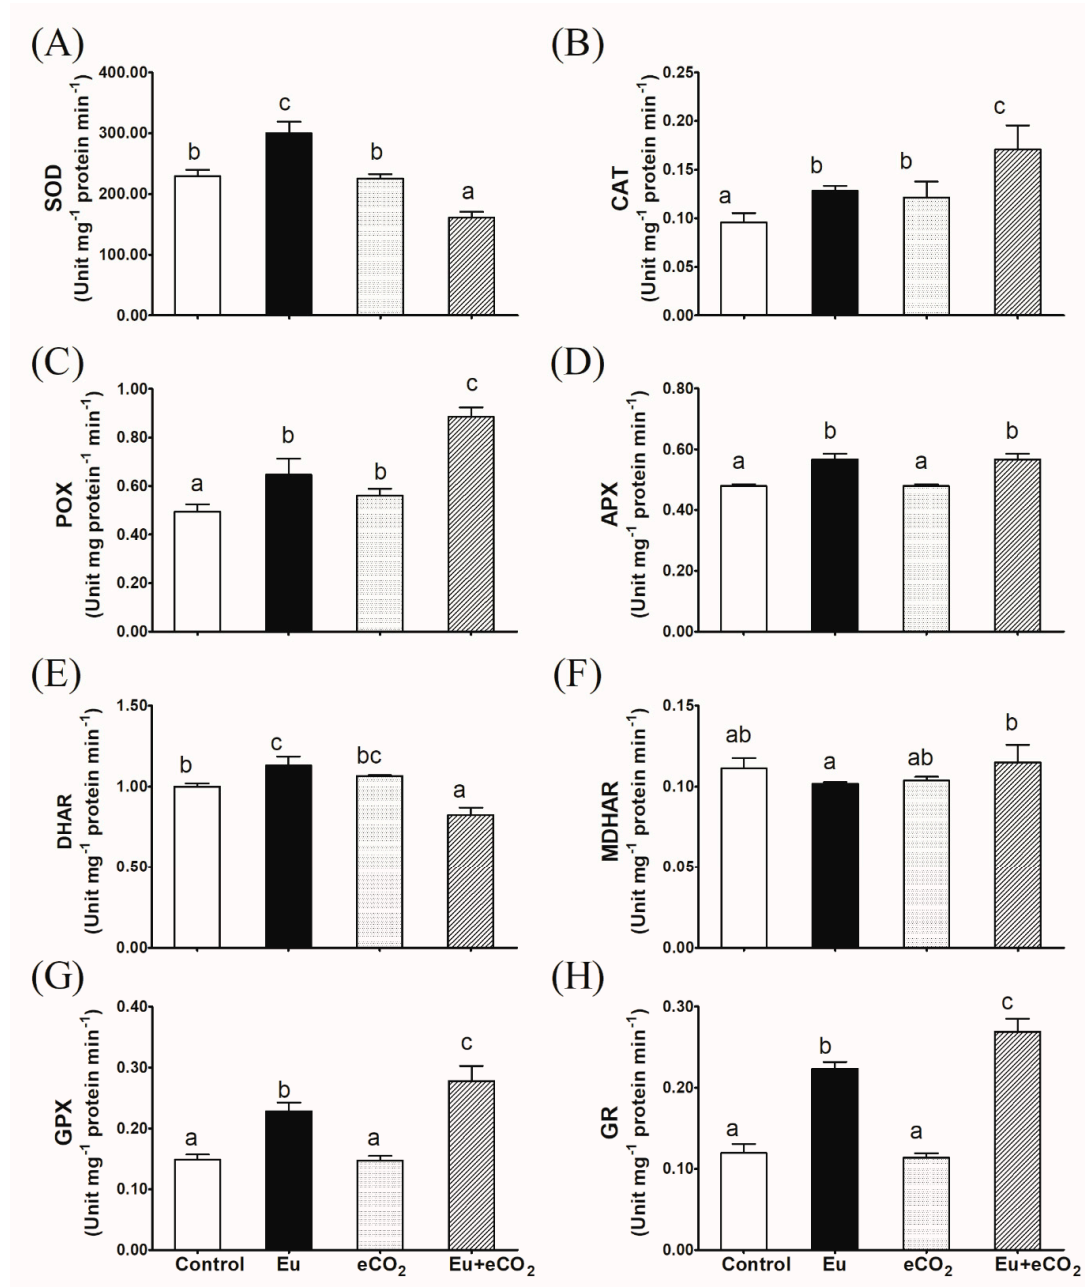 (A)
SOD
(Unit mg⁻¹ protein min⁻¹)
400.00
300.00
200.00
100.00
0.00
b
c
b
a
(B)
CAT
(Unit mg⁻¹ protein min⁻¹)
0.25
0.20
0.15
0.10
0.05
0.00
a
b
b
c
(C)
POX
(Unit mg protein⁻¹ min⁻¹)
1.00
0.80
0.60
0.40
0.20
0.00
a
b
b
c
(D)
APX
(Unit mg⁻¹ protein min⁻¹)
0.80
0.60
0.40
0.20
0.00
a
b
a
b
(E)
DHAR
(Unit mg⁻¹ protein min⁻¹)
1.50
1.00
0.50
0.00
b
c
bc
a
(F)
MDHAR
(Unit mg⁻¹ protein min⁻¹)
0.15
0.10
0.05
0.00
ab
a
ab
b
(G)
GPX
(Unit mg⁻¹ protein min⁻¹)
0.40
0.30
0.20
0.10
0.00
a
b
a
c
Control Eu eCO₂ Eu+eCO₂
(H)
GR
(Unit mg⁻¹ protein min⁻¹)
0.30
0.20
0.10
0.00
a
b
a
c
Control Eu eCO₂ Eu+eCO₂